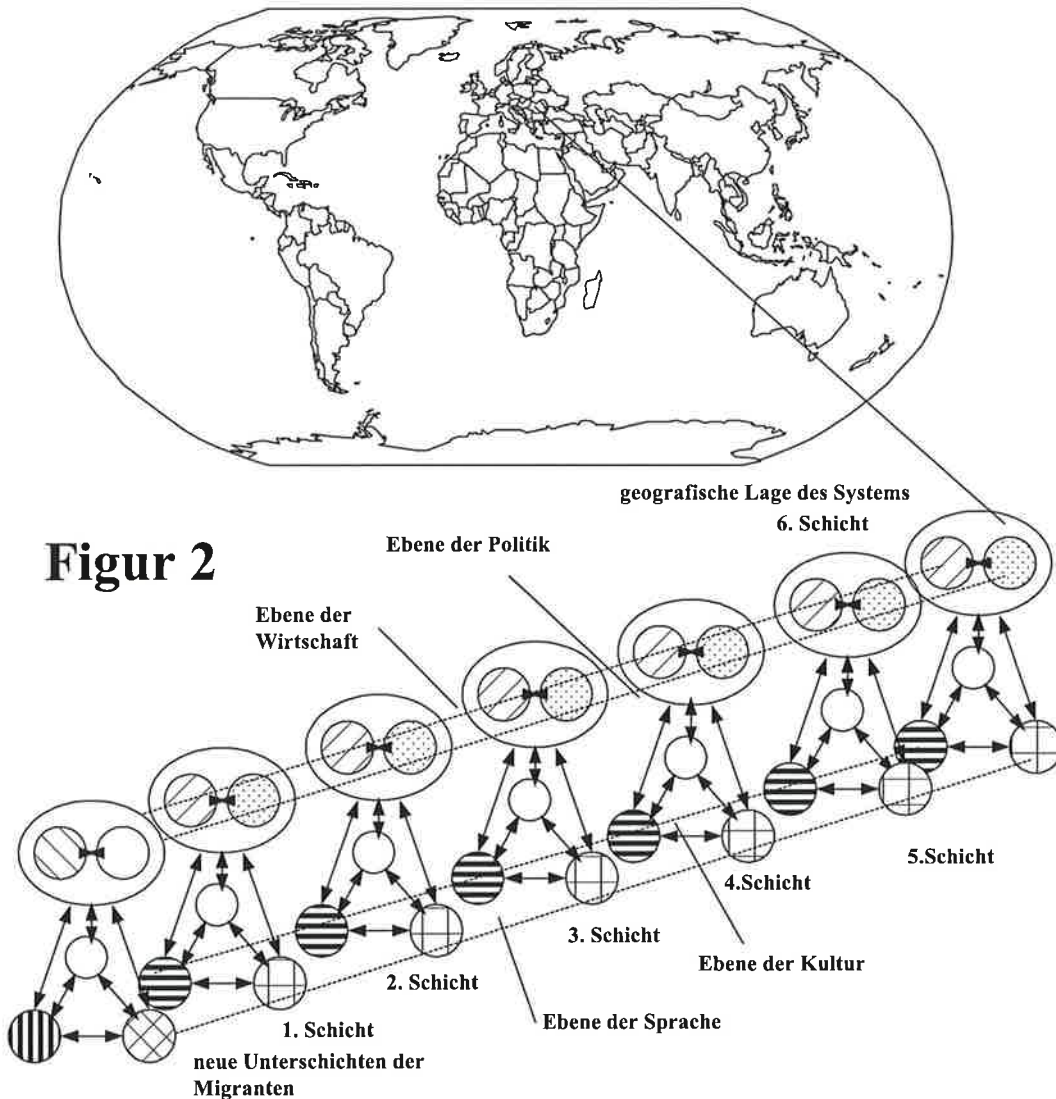 geografische Lage des Systems
6. Schicht
Figur 2
Ebene der Politik
Ebene der
Wirtschaft
5.Schicht
4.Schicht
3. Schicht
Ebene der Kultur
2. Schicht
Ebene der Sprache
1. Schicht
neue Unterschichten der
Migranten